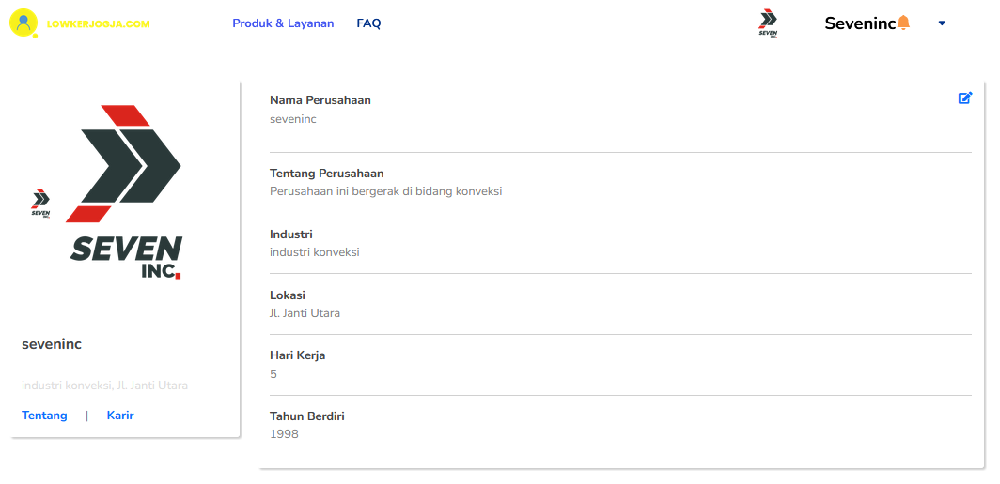 LOWKERJOGJA.COM
Produk & Layanan
FAQ
SEVEN
INC.
Seveninc
SEVEN
INC.
SEVEN
INC.
seveninc
industri konveksi, Jl. Janti Utara
Tentang | Karir
Nama Perusahaan
seveninc
Tentang Perusahaan
Perusahaan ini bergerak di bidang konveksi
Industri
industri konveksi
Lokasi
Jl. Janti Utara
Hari Kerja
5
Tahun Berdiri
1998